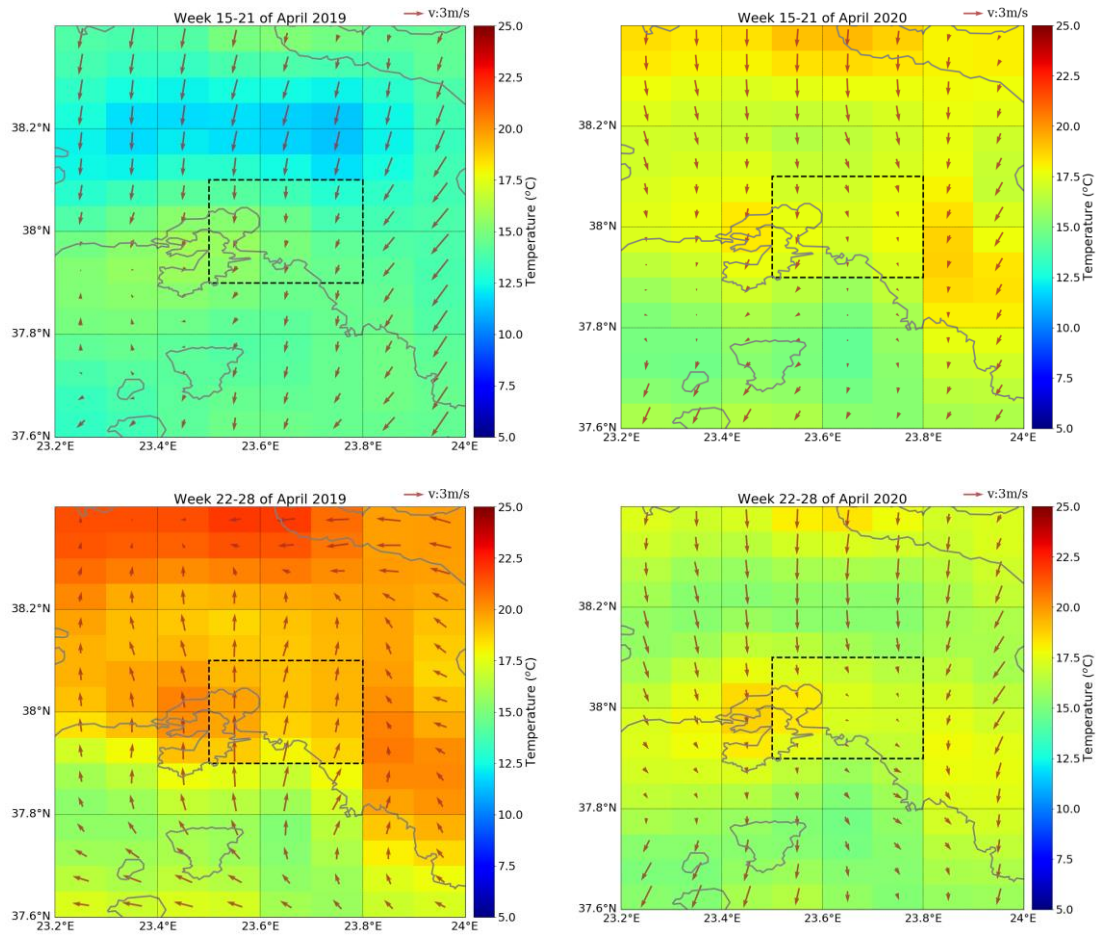 Week 15-21 of April 2019
v:3m/s
38.2°N
38°N
37.8°N
37.6°N
23.2°E
23.4°E
23.6°E
23.8°E
24°E
25.0
22.5
20.0
17.5
15.0
12.5
10.0
7.5
5.0
Temperature (°C)
Week 15-21 of April 2020
v:3m/s
38.2°N
38°N
37.8°N
37.6°N
23.2°E
23.4°E
23.6°E
23.8°E
24°E
25.0
22.5
20.0
17.5
15.0
12.5
10.0
7.5
5.0
Temperature (°C)
Week 22-28 of April 2019
v:3m/s
38.2°N
38°N
37.8°N
37.6°N
23.2°E
23.4°E
23.6°E
23.8°E
24°E
25.0
22.5
20.0
17.5
15.0
12.5
10.0
7.5
5.0
Temperature (°C)
Week 22-28 of April 2020
v:3m/s
38.2°N
38°N
37.8°N
37.6°N
23.2°E
23.4°E
23.6°E
23.8°E
24°E
25.0
22.5
20.0
17.5
15.0
12.5
10.0
7.5
5.0
Temperature (°C)